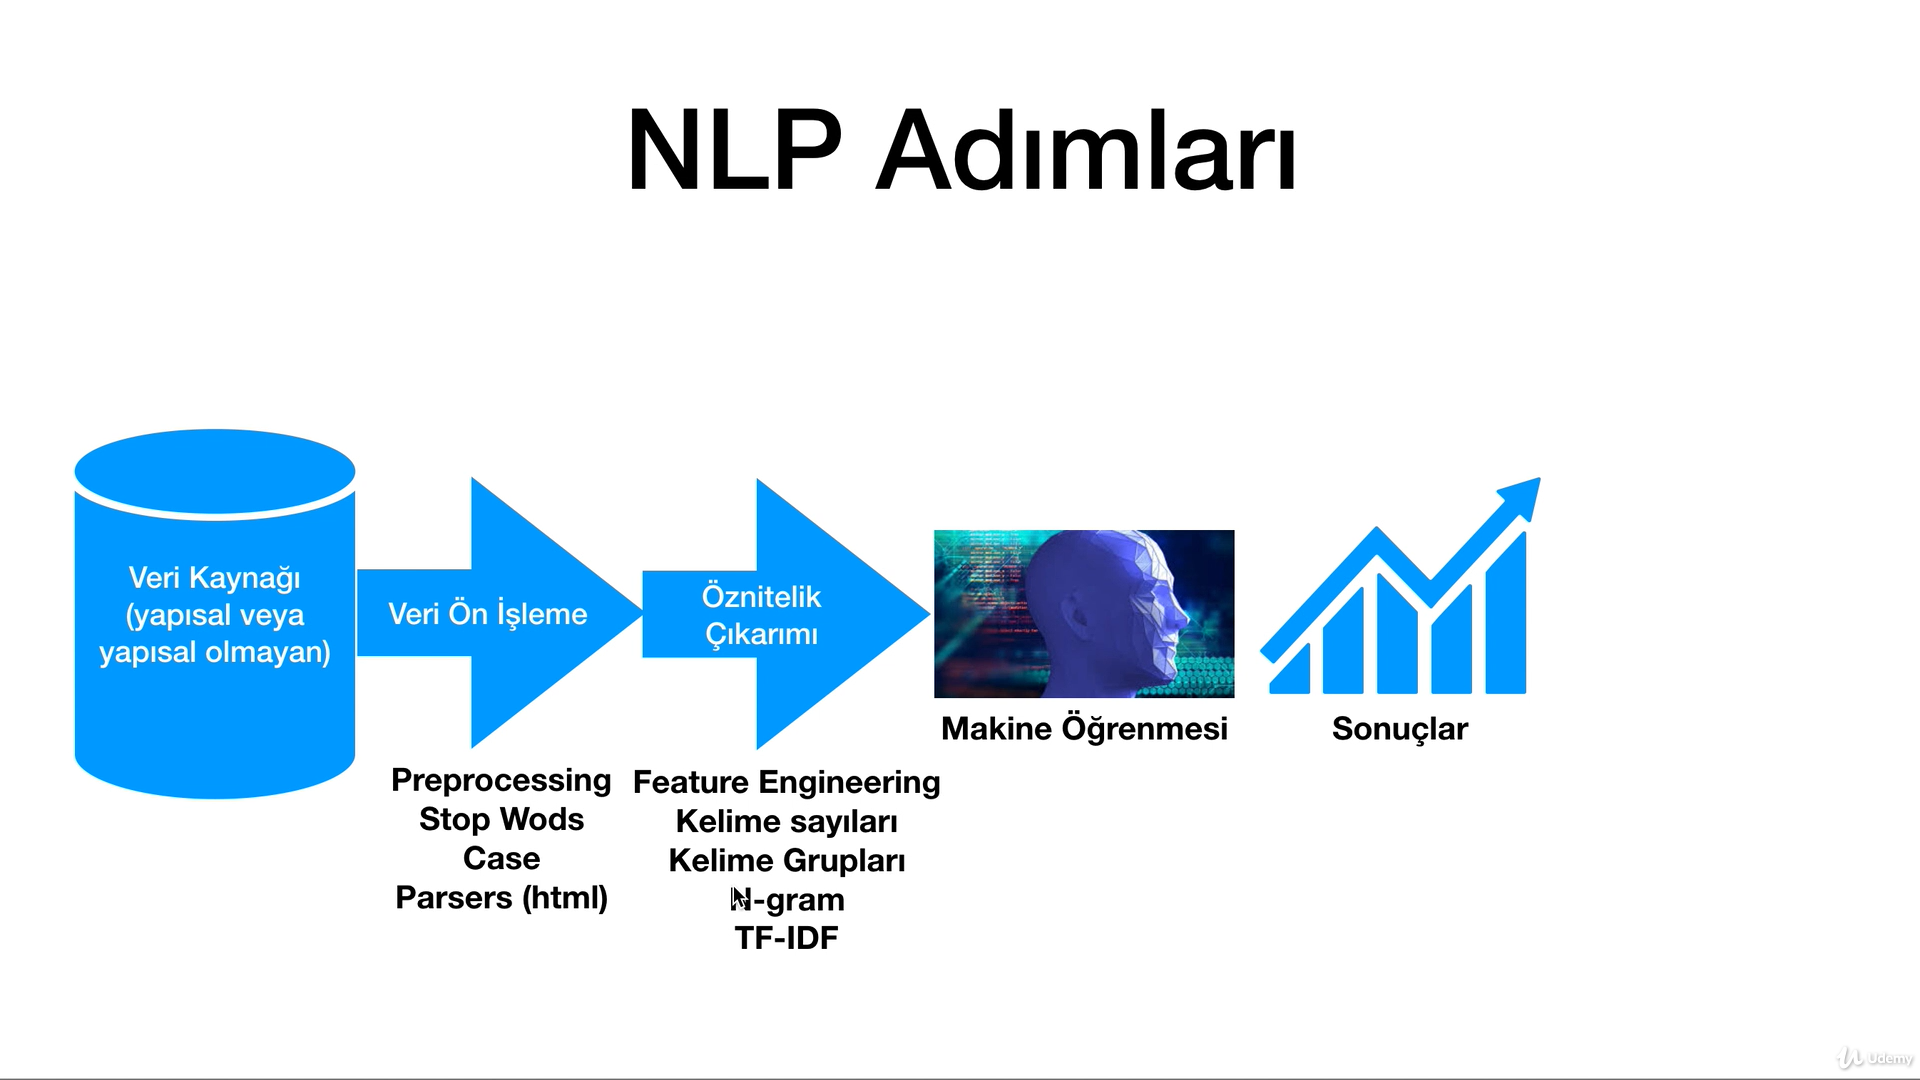 NLP Adımları
Veri Kaynağı
(yapısal veya
yapısal olmayan)
Veri Ön İşleme
Öznitelik
Çıkarımı
Makine Öğrenmesi
Sonuçlar
Preprocessing
Stop Wods
Case
Parsers (html)
Feature Engineering
Kelime sayıları
Kelime Grupları
N-gram
TF-IDF
Udemy